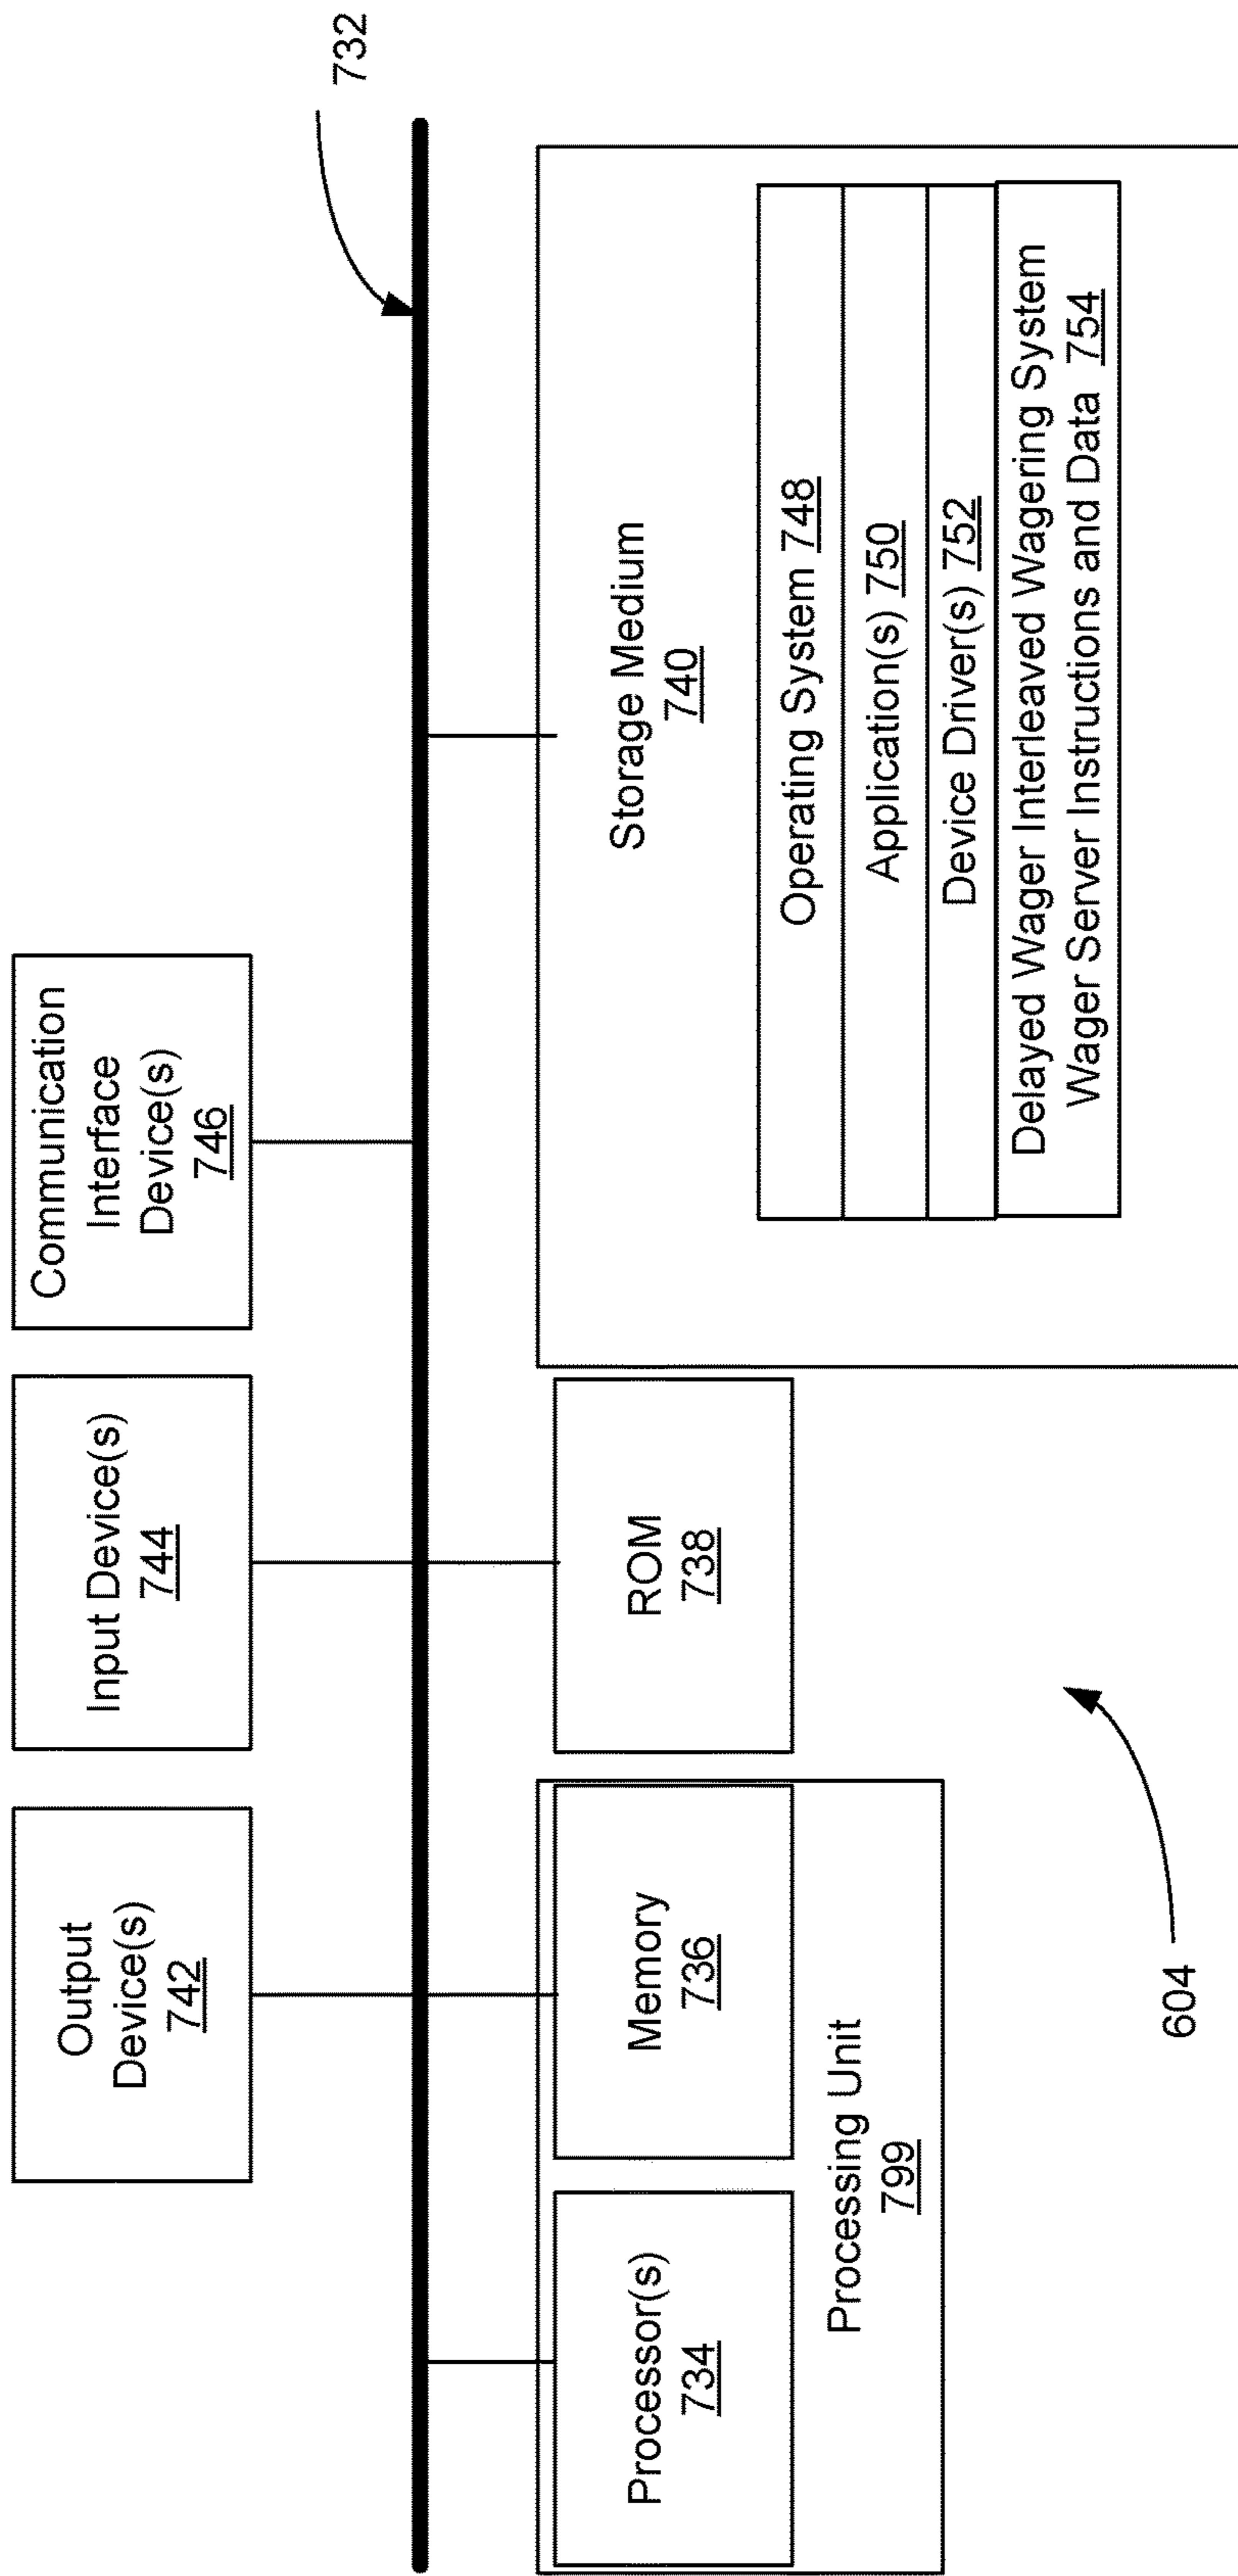 732
Output
Device(s)
742
Input Device(s)
744
Communication
Interface
Device(s)
746
Processor(s)
734
Memory
736
Processing Unit
799
ROM
738
Storage Medium
740
Operating System 748
Application(s) 750
Device Driver(s) 752
Delayed Wager Interleaved Wagering System
Wager Server Instructions and Data 754
604